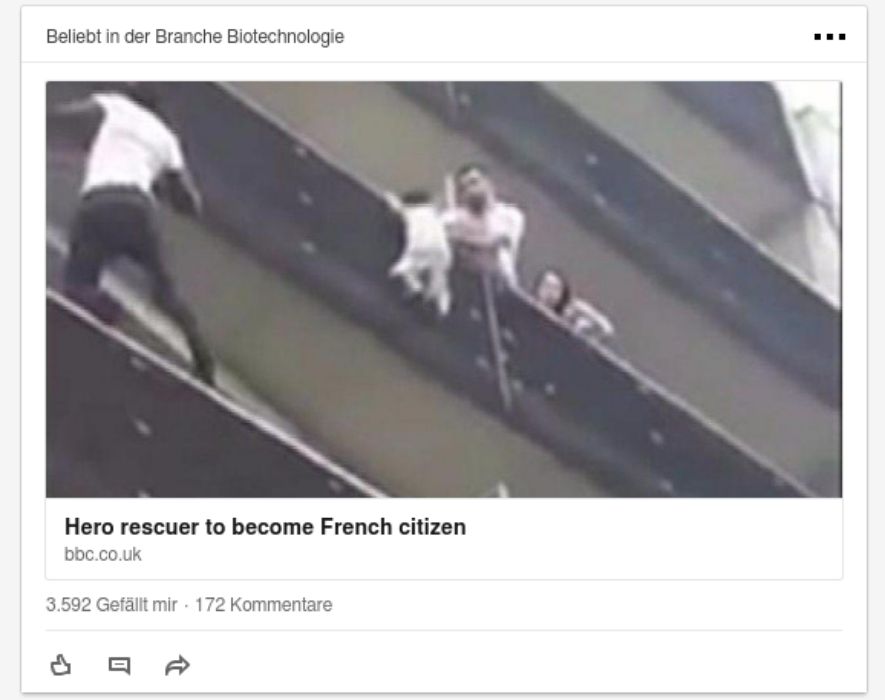 Beliebt in der Branche Biotechnologie
Hero rescuer to become French citizen
bbc.co.uk
3.592 Gefällt mir · 172 Kommentare